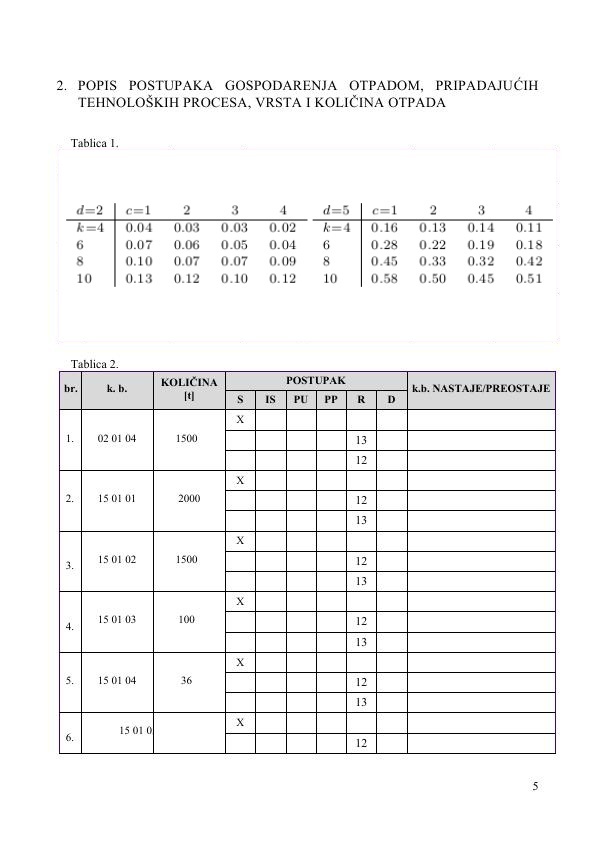 2. POPIS POSTUPAKA GOSPODARENJA OTPADOM, PRIPADAJUĆIH
TEHNOLOŠKIH PROCESA, VRSTA I KOLIČINA OTPADA
Tablica 1.
d=2 c=1 2 3 4 d=5 c=1 2 3 4
k=4 0.04 0.03 0.03 0.02 k=4 0.16 0.13 0.14 0.11
6 0.07 0.06 0.05 0.04 6 0.28 0.22 0.19 0.18
8 0.10 0.07 0.07 0.09 8 0.45 0.33 0.32 0.42
10 0.13 0.12 0.10 0.12 10 0.58 0.50 0.45 0.51
Tablica 2.
br. k. b. KOLIČINA [t] POSTUPAK k.b. NASTAJE/PREOSTAJE
S IS PU PP R D
X
1. 02 01 04 1500 13
12
X
2. 15 01 01 2000 12
13
X
3. 15 01 02 1500 12
13
X
4. 15 01 03 100 12
13
X
5. 15 01 04 36 12
13
X
6. 15 01 0
12
5